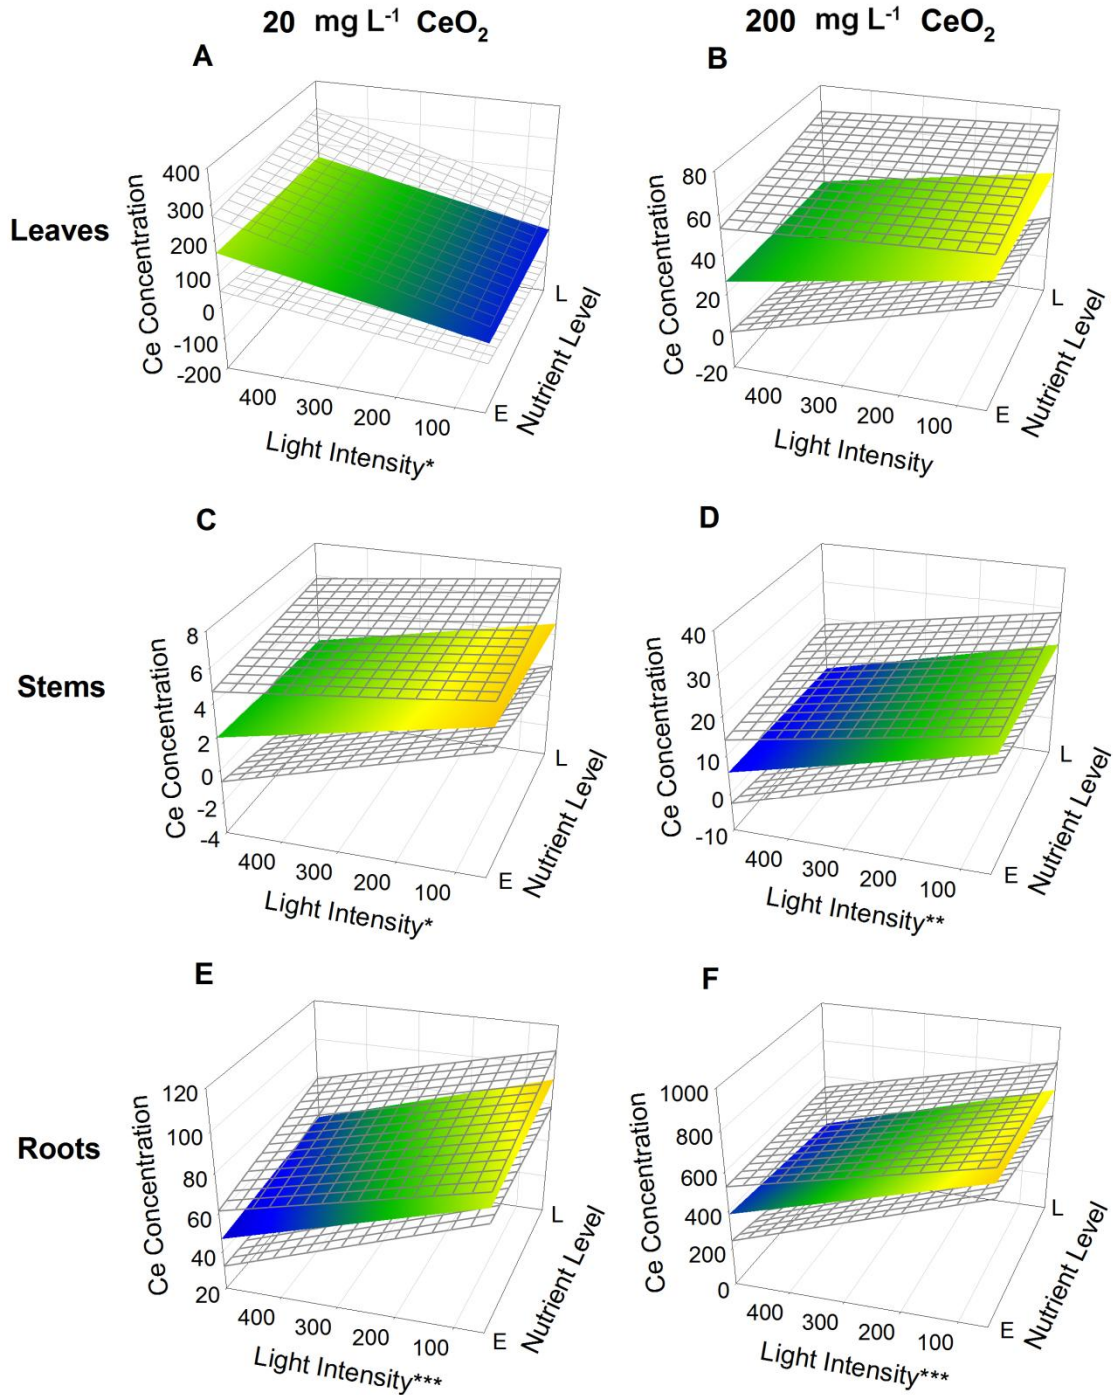 20 mg L⁻¹ CeO₂
200 mg L⁻¹ CeO₂
A
B
Leaves
Ce Concentration
400
300
200
100
0
-100
-200
400
300
200
100
Light Intensity*
E
L
Nutrient Level
Ce Concentration
80
60
40
20
0
-20
400
300
200
100
Light Intensity
E
L
Nutrient Level
C
D
Stems
Ce Concentration
8
6
4
2
0
-2
-4
400
300
200
100
Light Intensity*
E
L
Nutrient Level
Ce Concentration
40
30
20
10
0
-10
400
300
200
100
Light Intensity**
E
L
Nutrient Level
E
F
Roots
Ce Concentration
120
100
80
60
40
20
400
300
200
100
Light Intensity***
E
L
Nutrient Level
Ce Concentration
1000
800
600
400
200
0
400
300
200
100
Light Intensity***
E
L
Nutrient Level